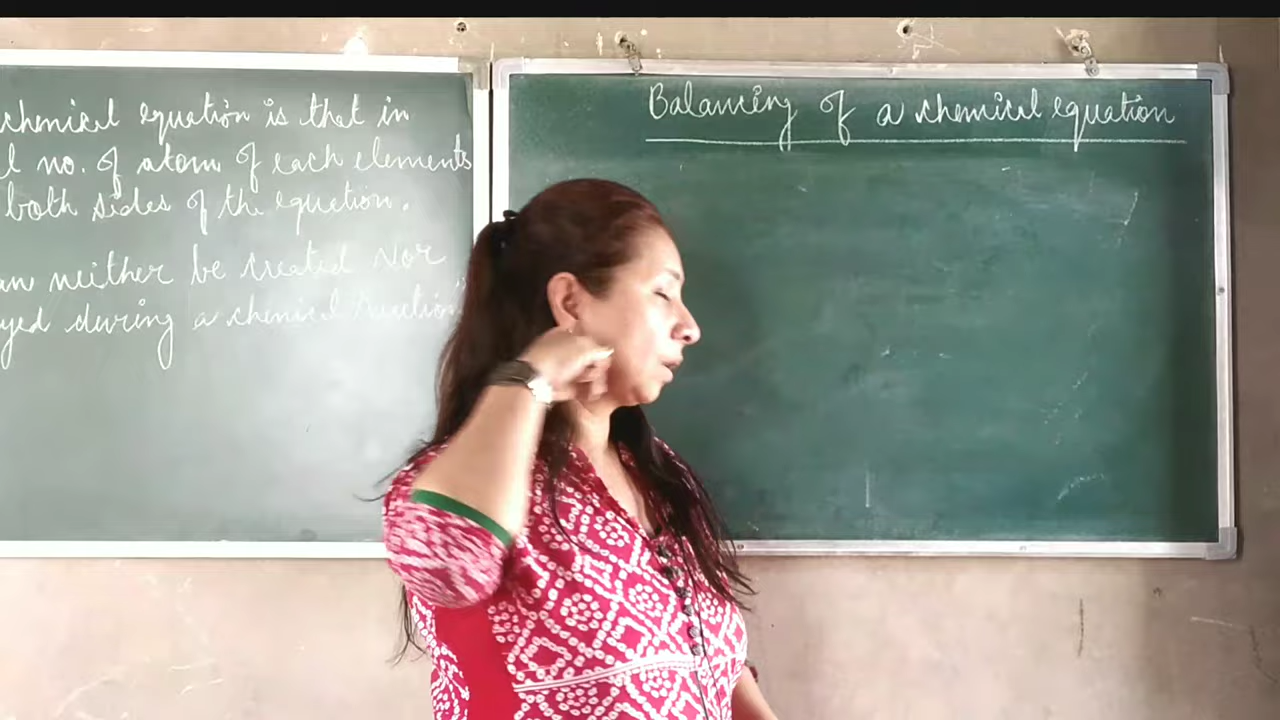 chemical equation is that in
l no. of atom of each elements
both sides of the equation.
an neither be created nor
yed during a chemical reaction
Balancing of a chemical equation